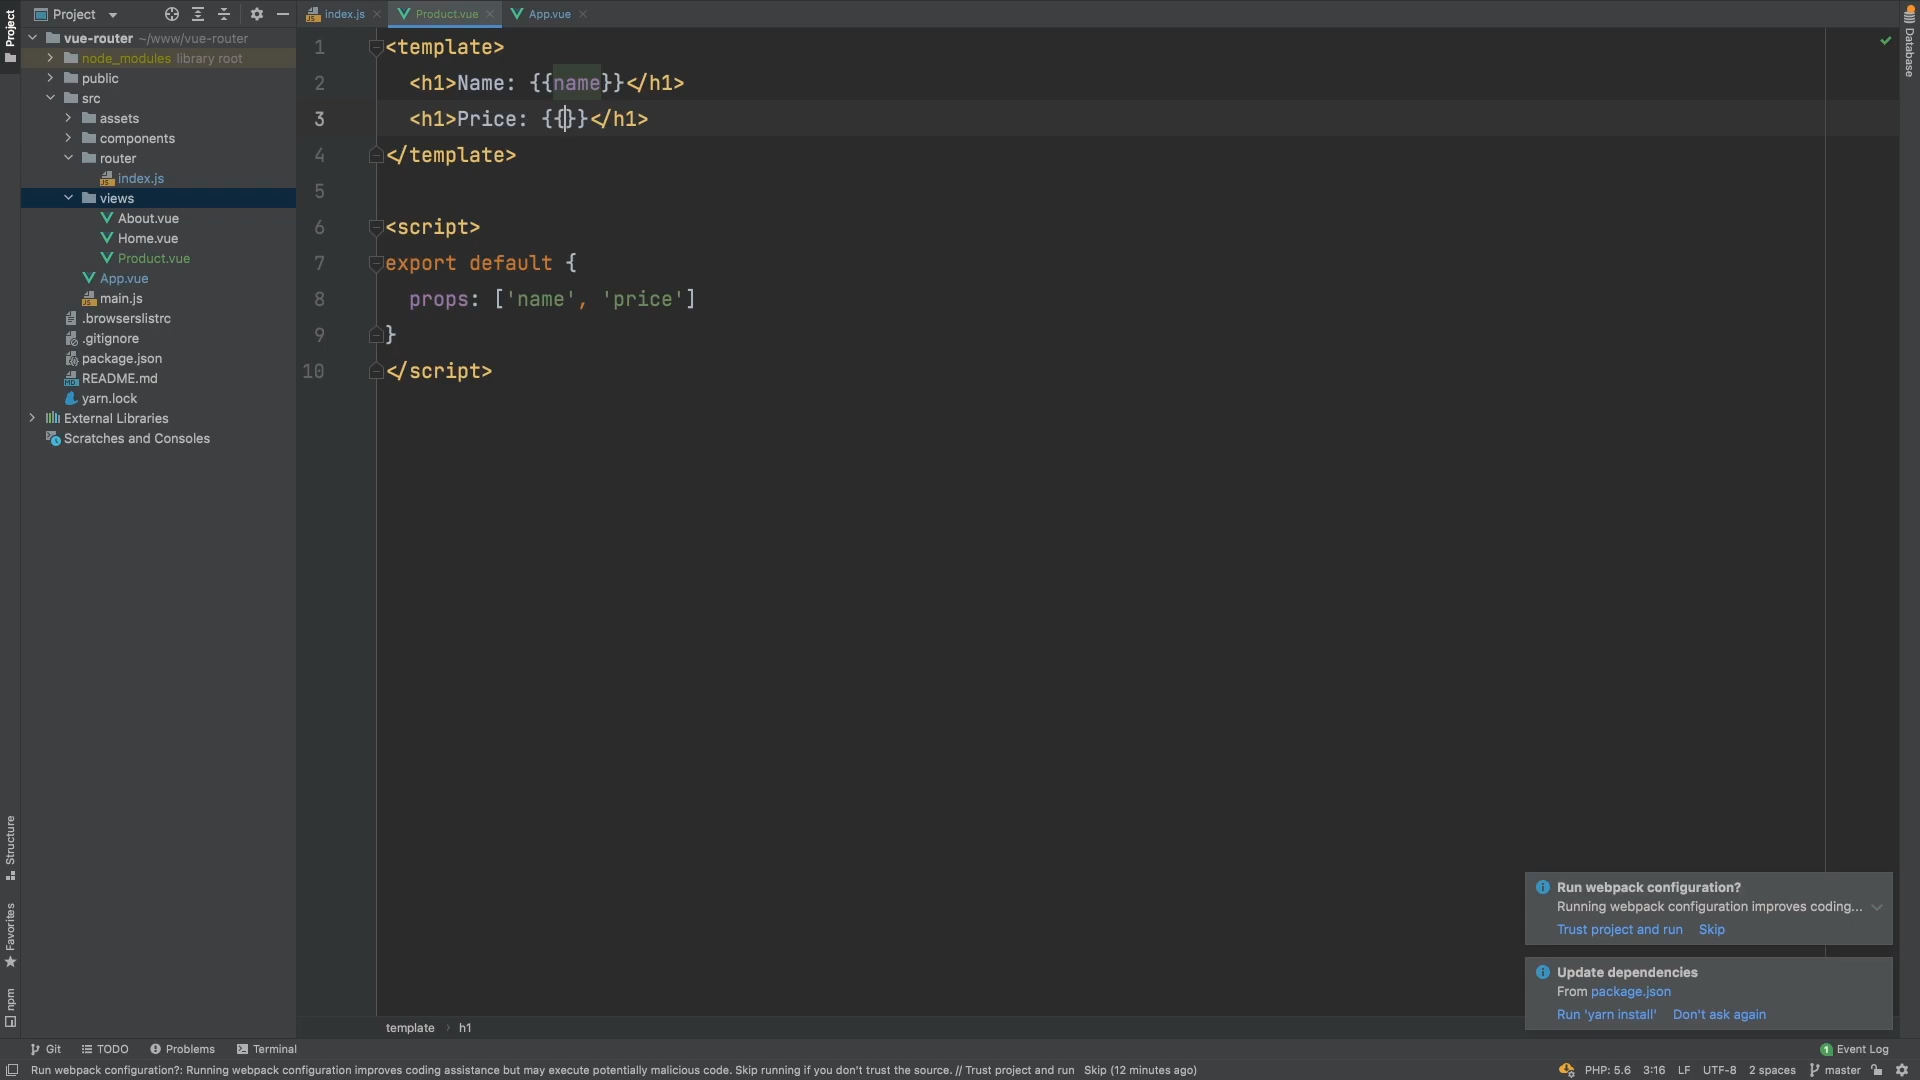 Project
index.js
Product.vue
App.vue
vue-router ~/www/vue-router
node_modules library root
public
src
assets
components
router
index.js
views
About.vue
Home.vue
Product.vue
App.vue
main.js
.browserslistrc
.gitignore
package.json
README.md
yarn.lock
External Libraries
Scratches and Consoles
Project
Structure
Favorites
npm
1 <template>
2 <h1>Name: {{name}}</h1>
3 <h1>Price: {{}}</h1>
4 </template>
5
6 <script>
7 export default {
8 props: ['name', 'price']
9 }
10 </script>
Database
Run webpack configuration?
Running webpack configuration improves coding...
Trust project and run Skip
Update dependencies
From package.json
Run 'yarn install' Don't ask again
template h1
Git TODO Problems Terminal
1 Event Log
Run webpack configuration?: Running webpack configuration improves coding assistance but may execute potentially malicious code. Skip running if you don't trust the source. // Trust project and run Skip (12 minutes ago)
PHP: 5.6 3:16 LF UTF-8 2 spaces master